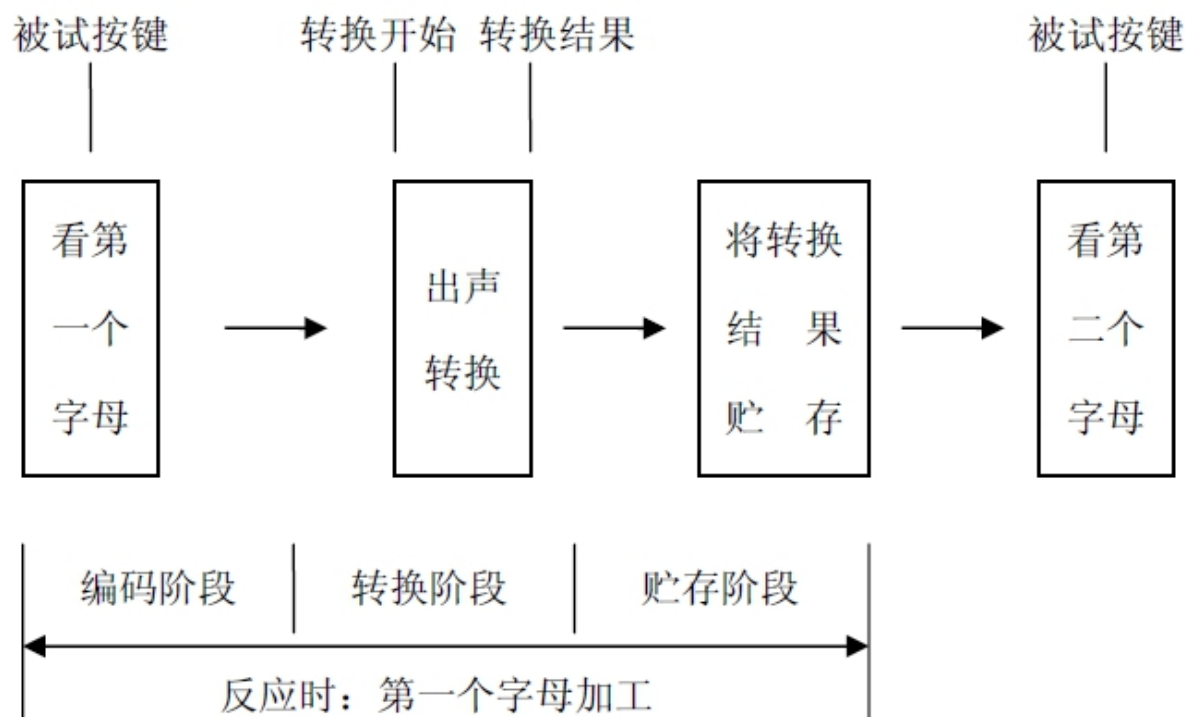 被试按键 转换开始 转换结果 被试按键
看第
一个
字母
出声
转换
将转换
结 果
贮 存
看第
二个
字母
编码阶段 转换阶段 贮存阶段
反应时：第一个字母加工